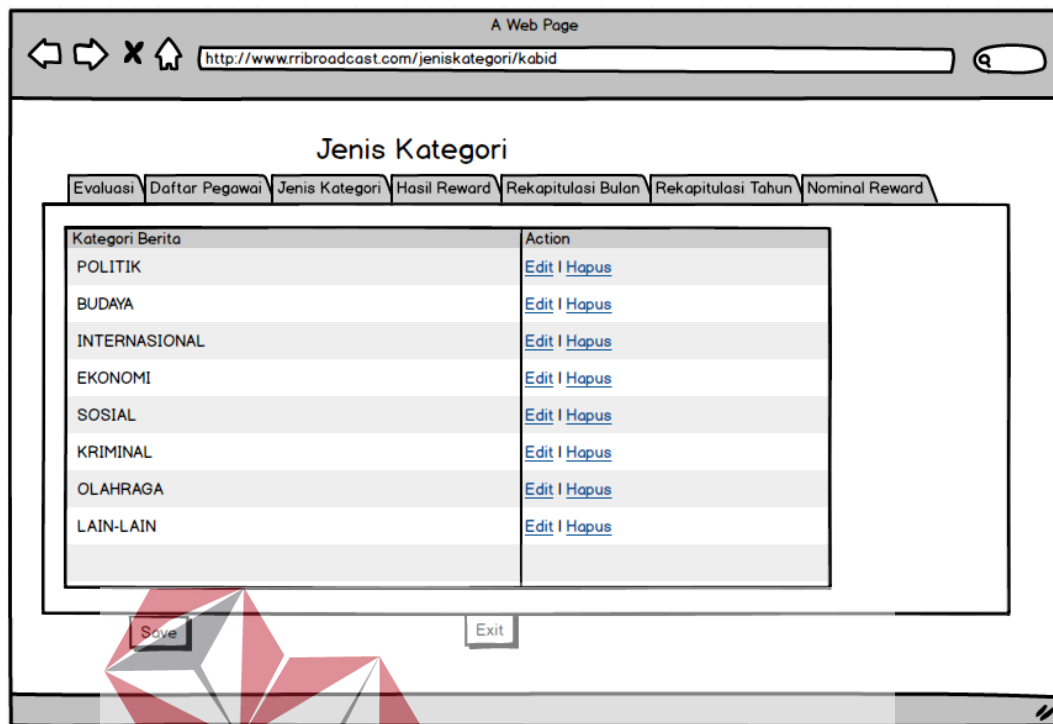 A Web Page
http://www.rribroadcast.com/jeniskategori/kabid
Jenis Kategori
Evaluasi Daftar Pegawai Jenis Kategori Hasil Reward Rekapitulasi Bulan Rekapitulasi Tahun Nominal Reward
Kategori Berita Action
POLITIK Edit | Hapus
BUDAYA Edit | Hapus
INTERNASIONAL Edit | Hapus
EKONOMI Edit | Hapus
SOSIAL Edit | Hapus
KRIMINAL Edit | Hapus
OLAHRAGA Edit | Hapus
LAIN-LAIN Edit | Hapus
Save Exit